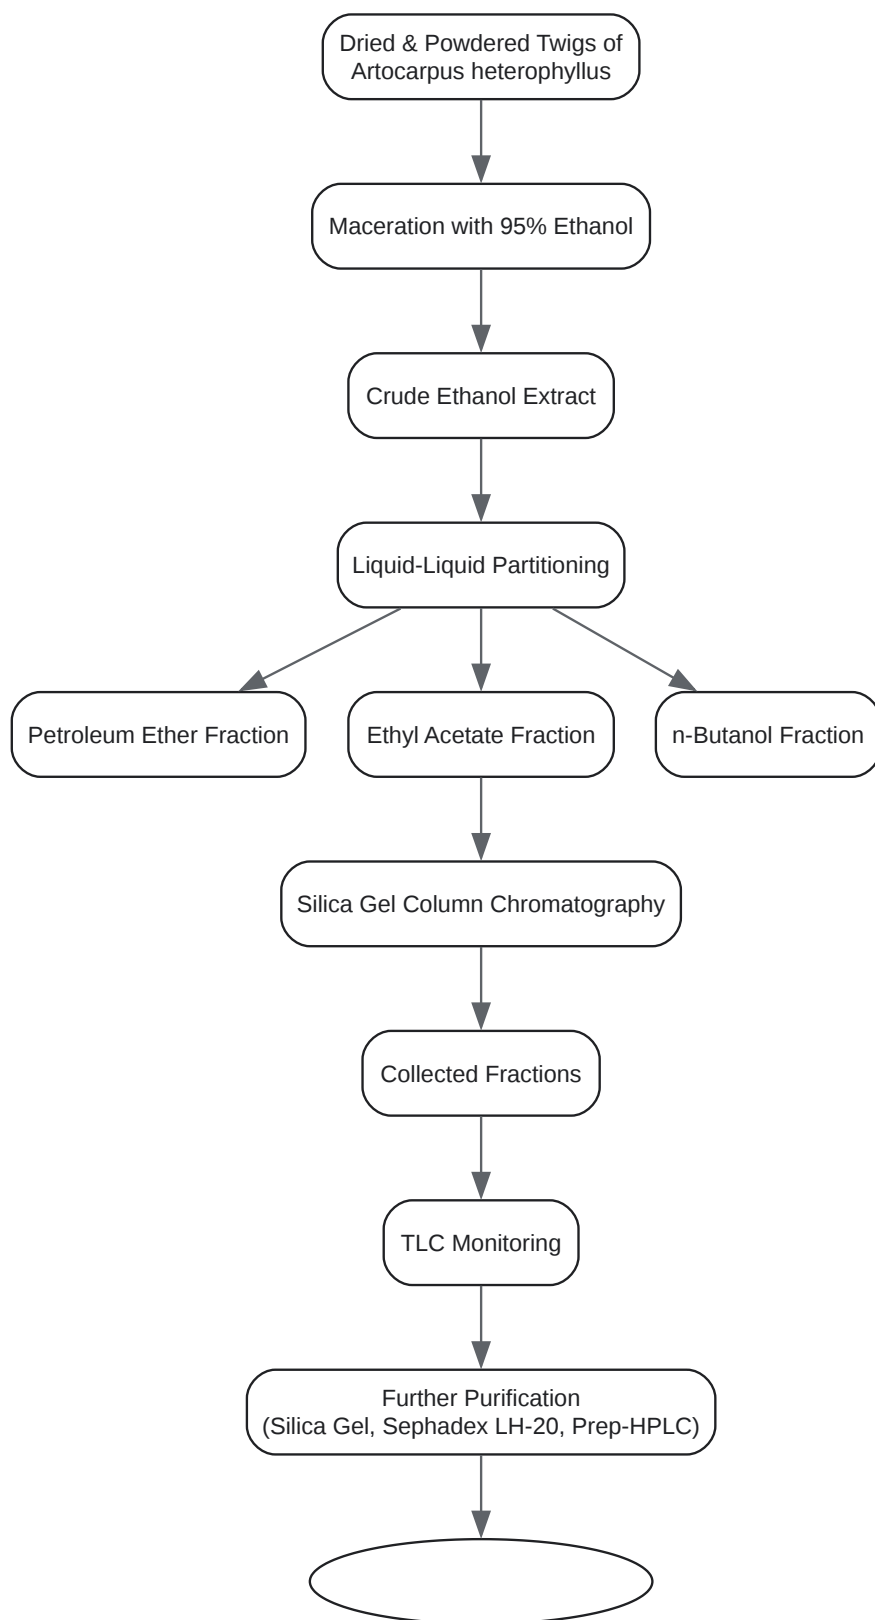 Dried & Powdered Twigs of
Artocarpus heterophyllus
Maceration with 95% Ethanol
Crude Ethanol Extract
Liquid-Liquid Partitioning
Petroleum Ether Fraction
Ethyl Acetate Fraction
n-Butanol Fraction
Silica Gel Column Chromatography
Collected Fractions
TLC Monitoring
Further Purification
(Silica Gel, Sephadex LH-20, Prep-HPLC)